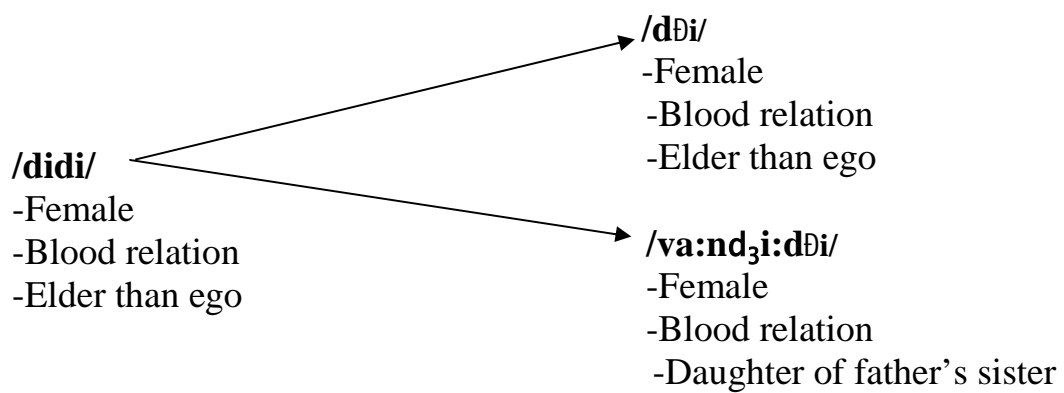 /dÐi/
-Female
-Blood relation
-Elder than ego
/didi/
-Female
-Blood relation
-Elder than ego
/va:nd₃i:dÐi/
-Female
-Blood relation
-Daughter of father’s sister